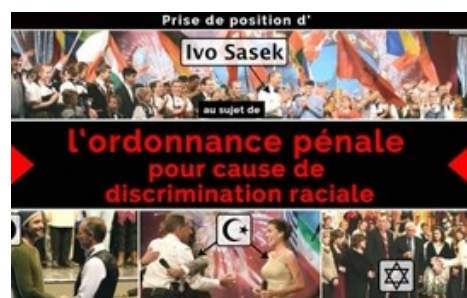 Prise de position d'
Ivo Sasek
au sujet de
l'ordonnance pénale
pour cause de
discrimination raciale